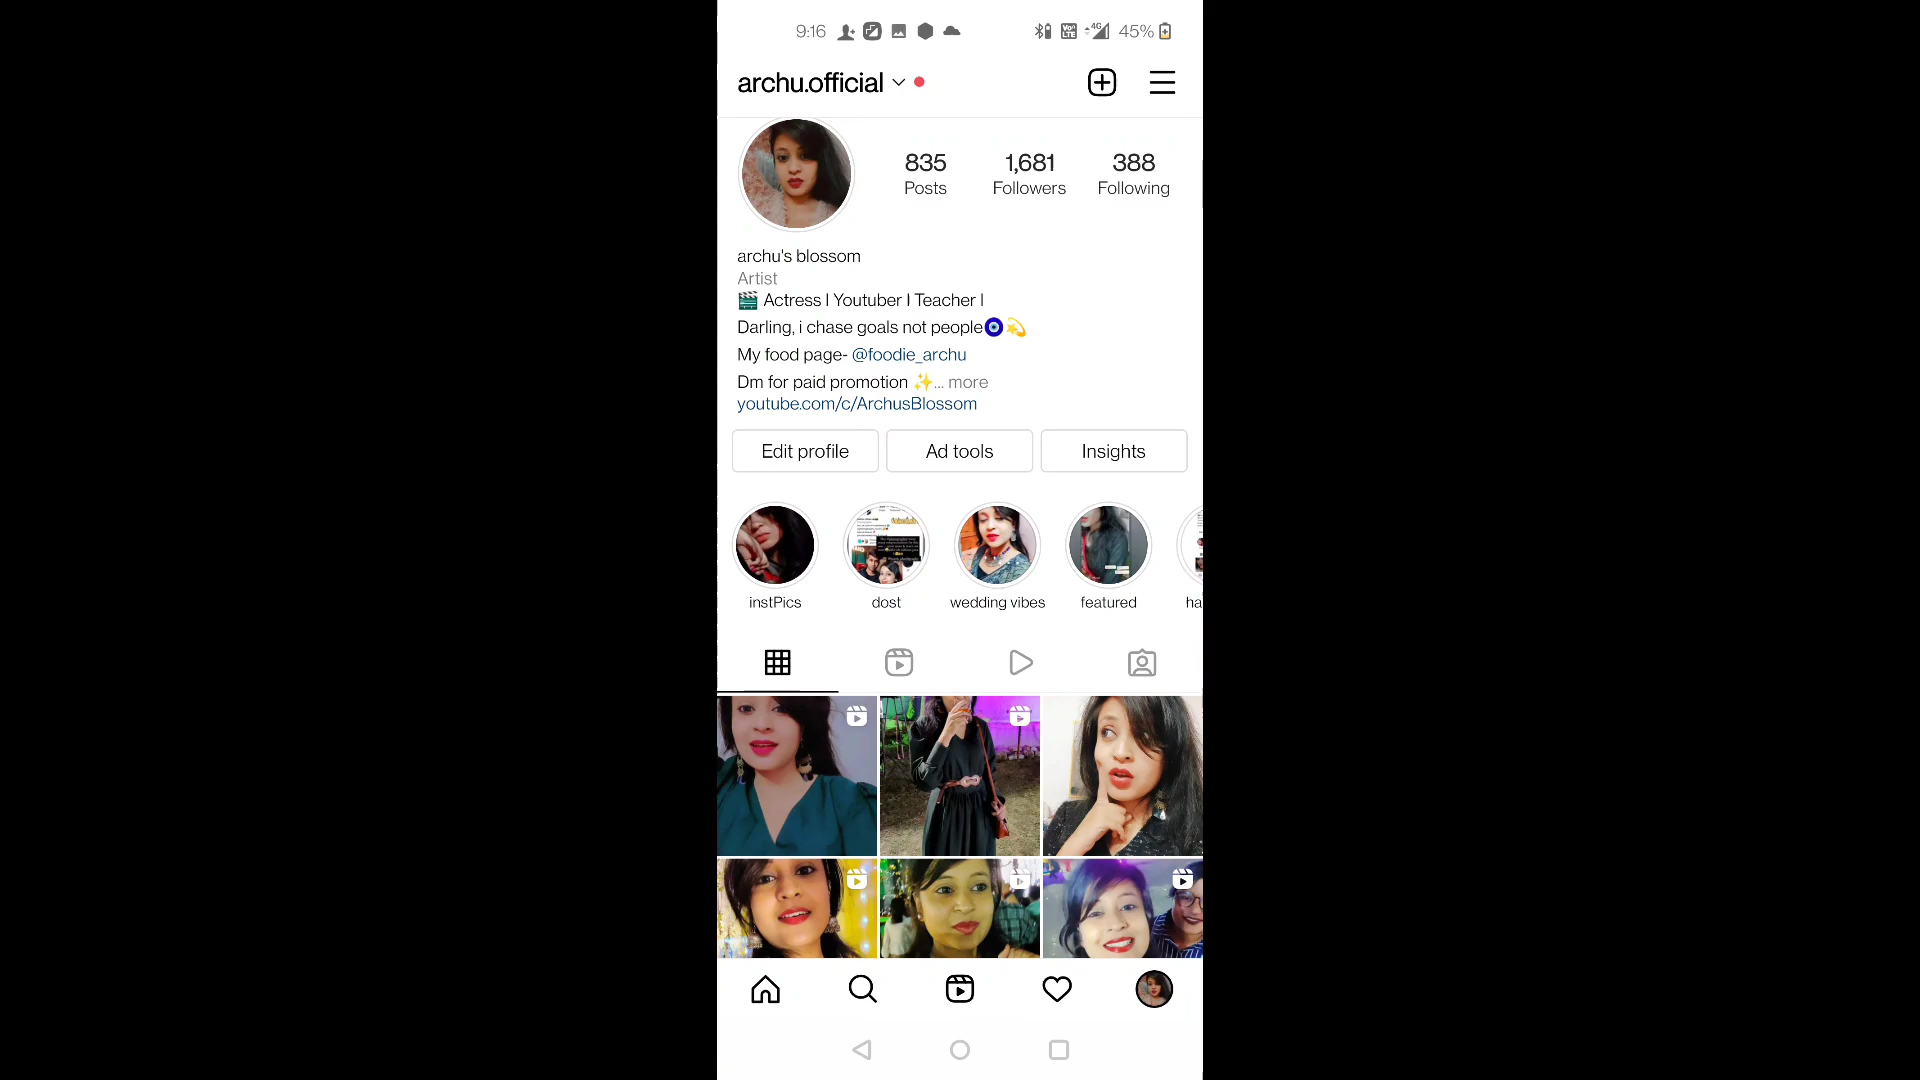 9:16 4G 45%
archu.official
835 1,681 388
Posts Followers Following
archu's blossom
Artist
🎬 Actress I Youtuber I Teacher I
Darling, i chase goals not people🧿💫
My food page- @foodie_archu
Dm for paid promotion ✨... more
youtube.com/c/ArchusBlossom
Edit profile Ad tools Insights
instPics dost wedding vibes featured ha